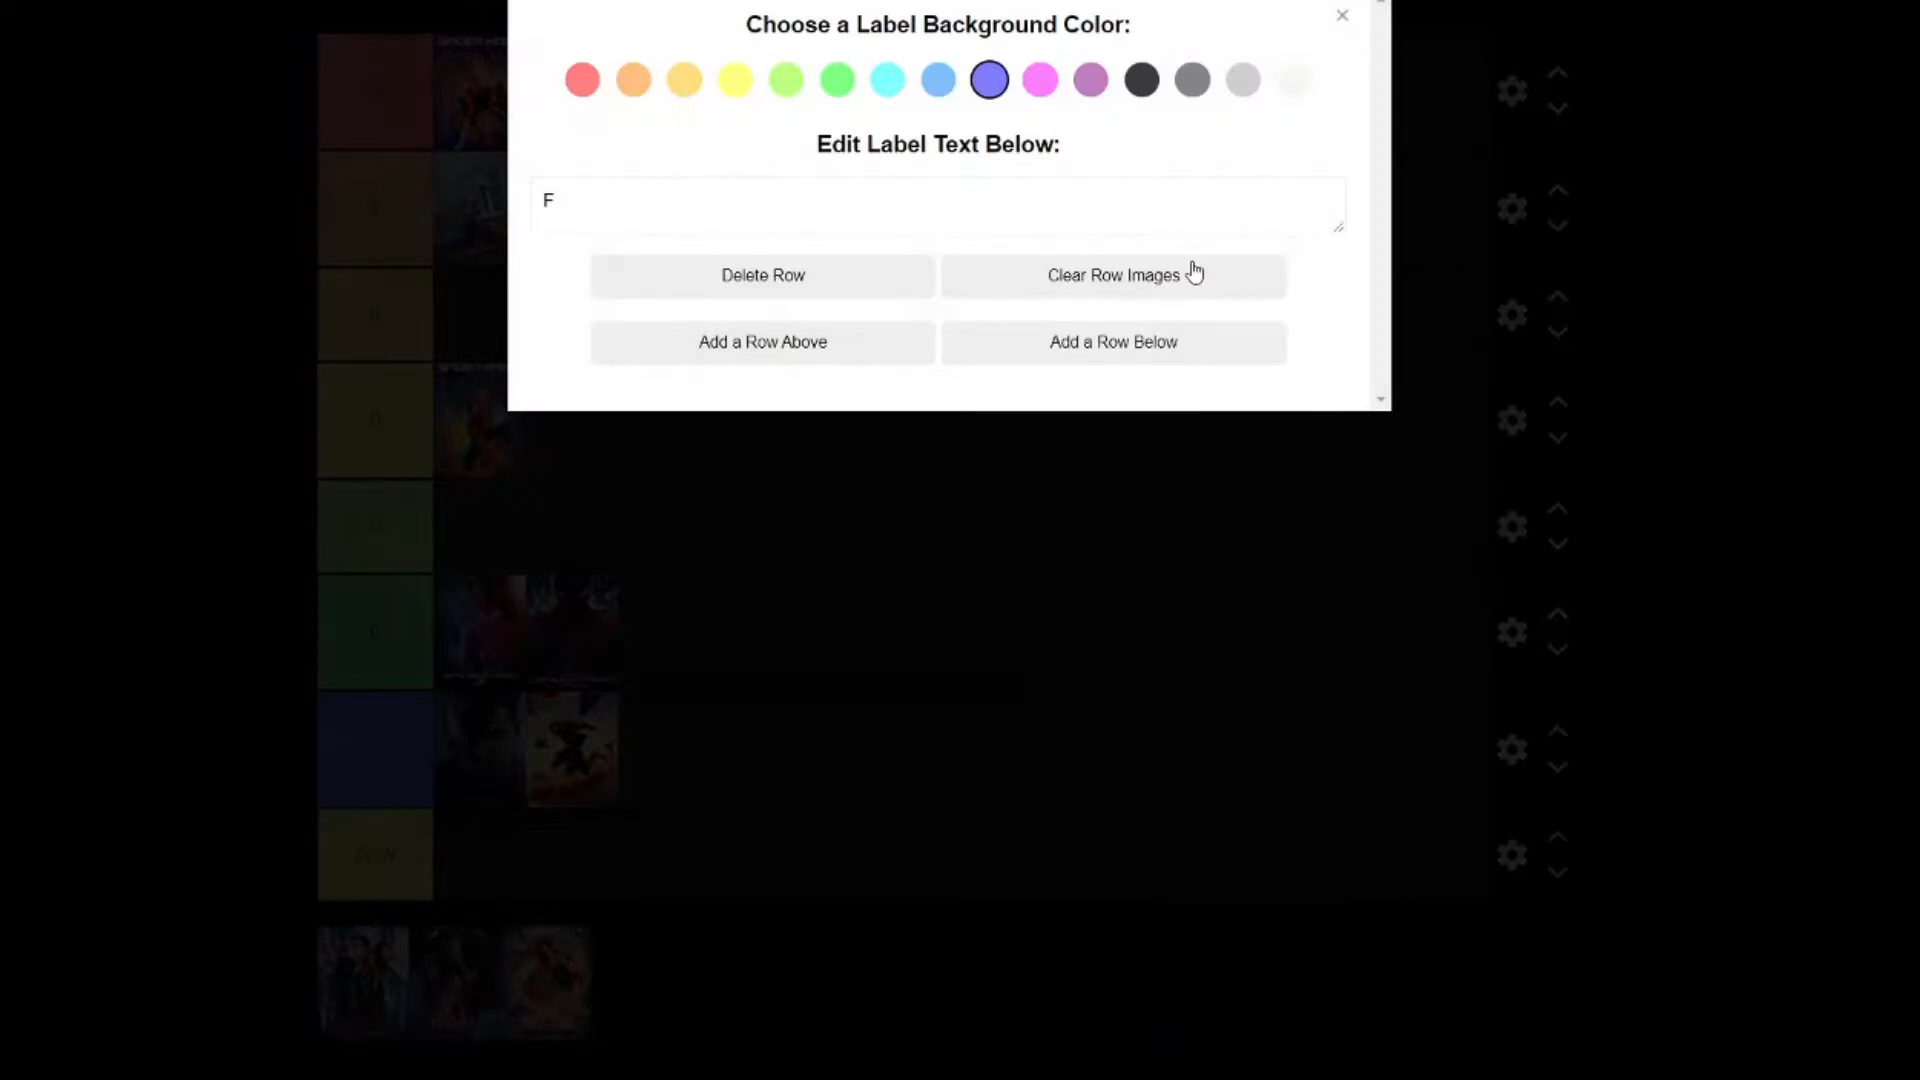 Choose a Label Background Color:
Edit Label Text Below:
F
Delete Row
Clear Row Images
Add a Row Above
Add a Row Below